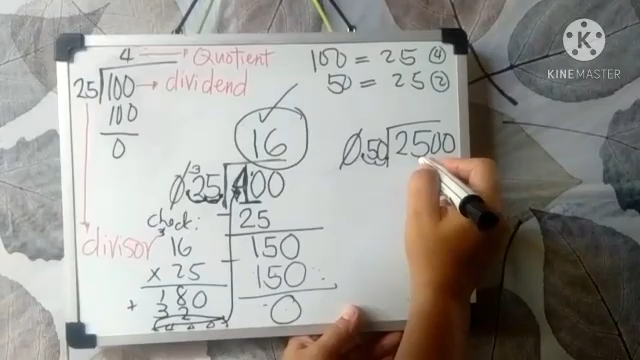 4 → Quotient
25 100 → dividend
100
0
divisor
100 = 25 4
50 = 25 2
16
400
25
150
150
0
check:
16
x 25
180
+ 32
50 2500
K
KINEMASTER